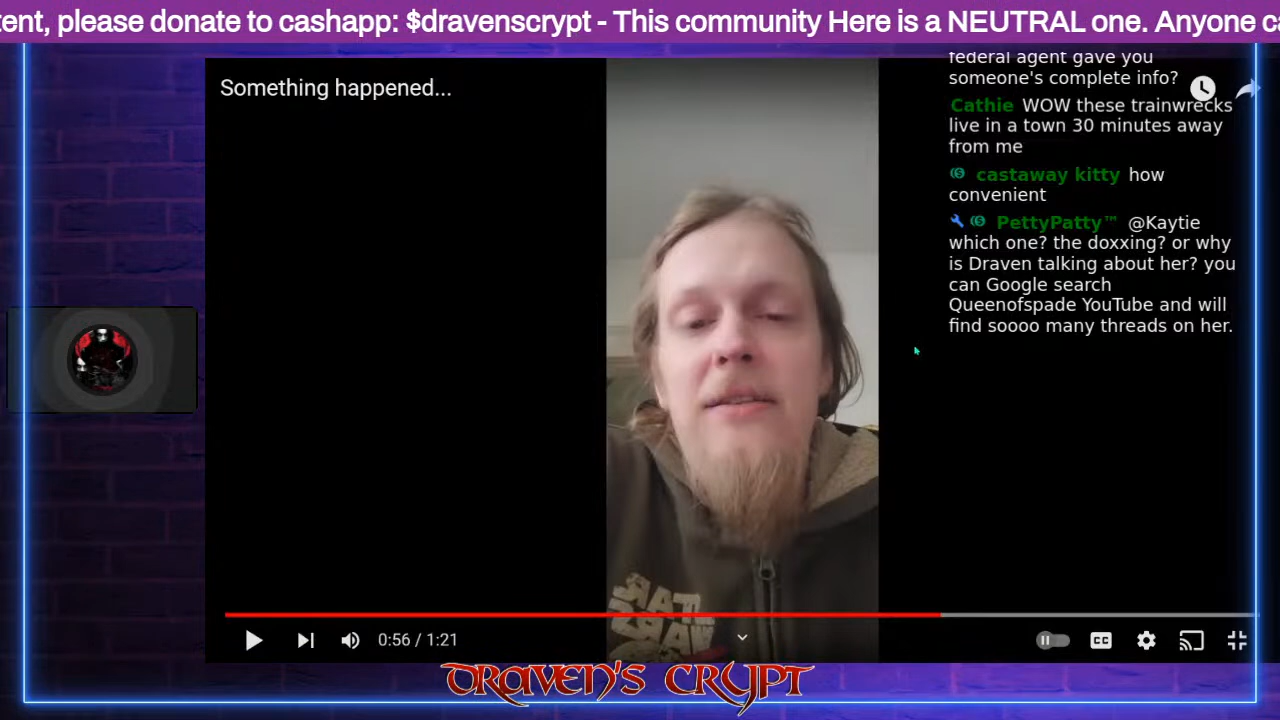 ent, please donate to cashapp: $dravenscrypt - This community Here is a NEUTRAL one. Anyone ca
Something happened...
federal agent gave you
someone's complete info?
Cathie WOW these trainwrecks
live in a town 30 minutes away
from me
castaway kitty how
convenient
PettyPatty™ @Kaytie
which one? the doxxing? or why
is Draven talking about her? you
can Google search
Queenofspade YouTube and will
find soooo many threads on her.
STAR
WARS
0:56 / 1:21
CC
DRAVEN'S CRYPT